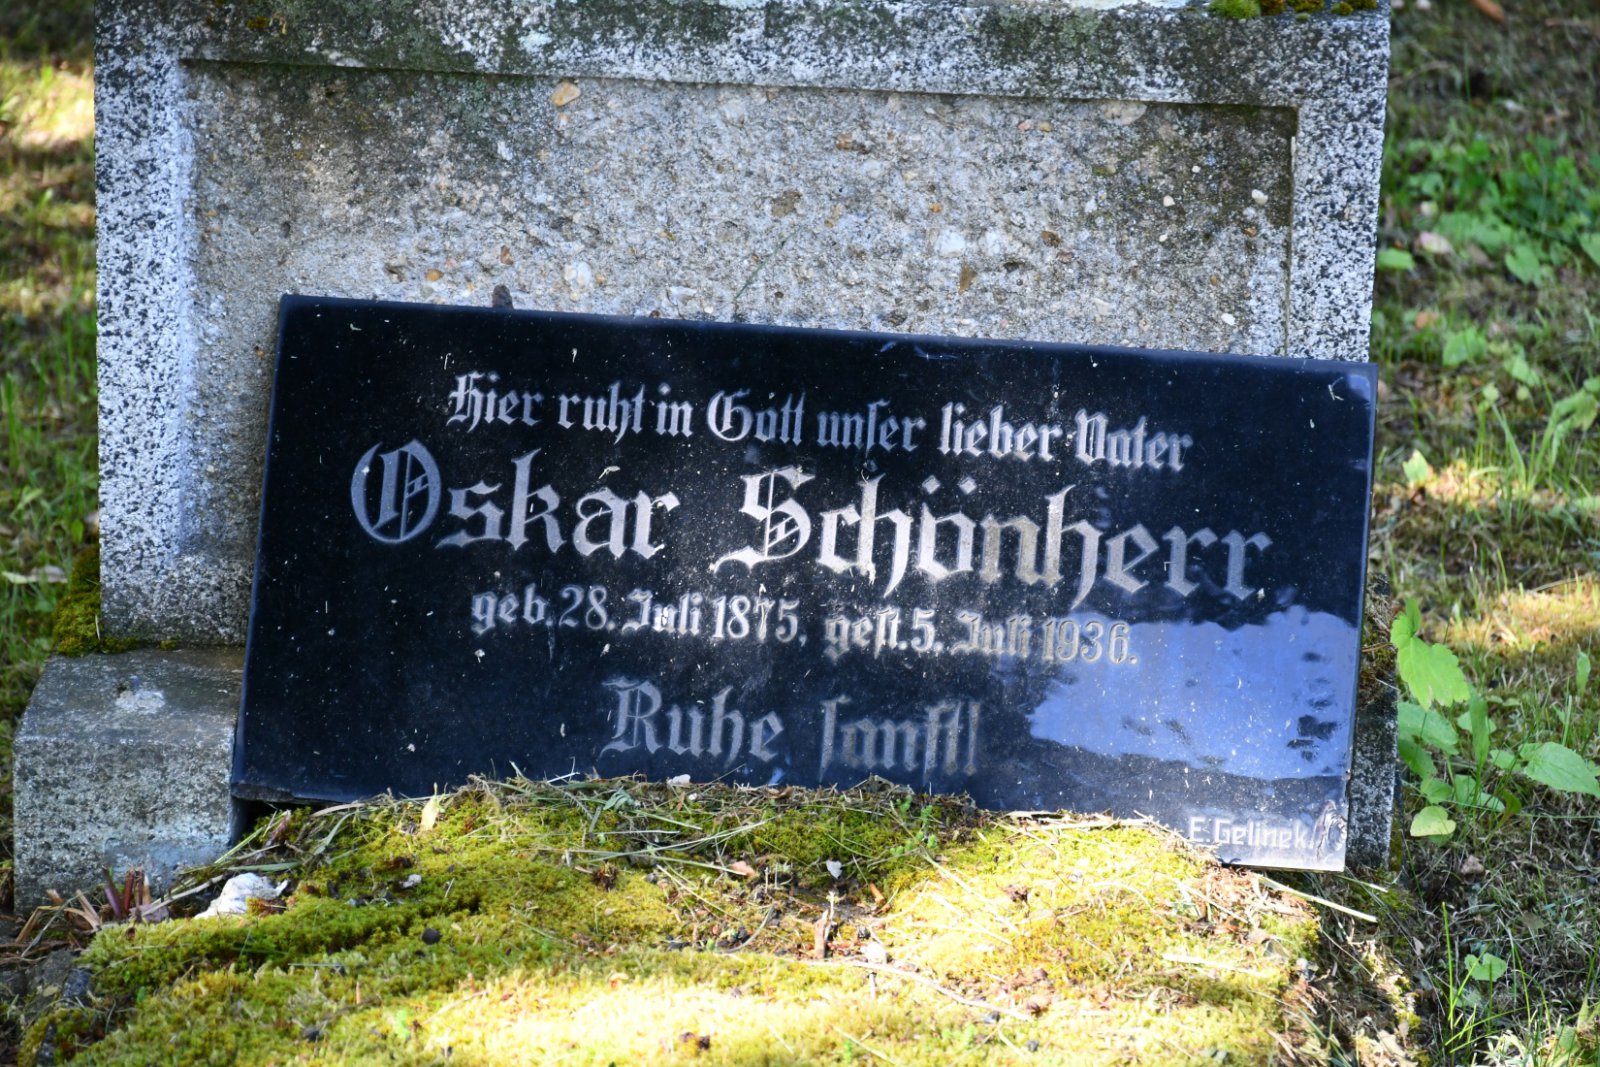 Hier ruht in Gott unser lieber Vater
Oskar Schönherr
geb. 28. Juli 1875, gest. 5. Juli 1936.
Ruhe sanft!
E. Gelinek.